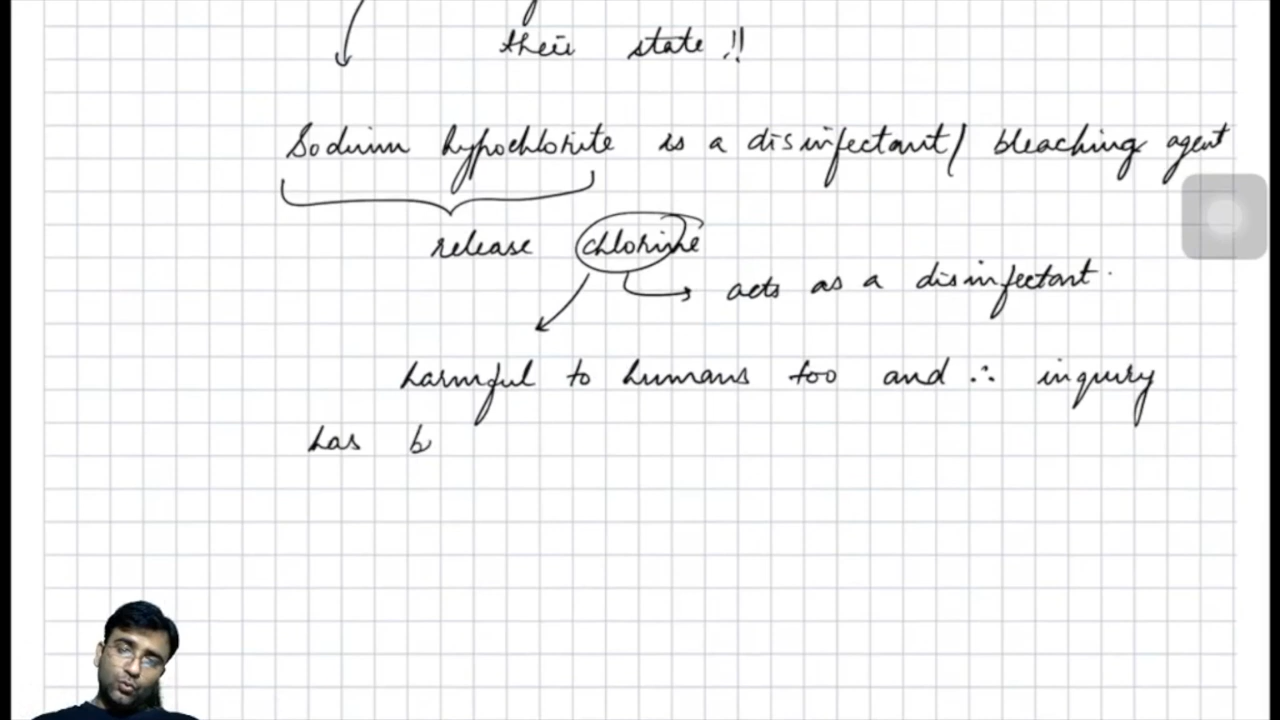 their state !!
Sodium hypochlorite is a disinfectant/ bleaching agent
release chlorine
acts as a disinfectant.
harmful to humans too and ∴ inquiry
has b